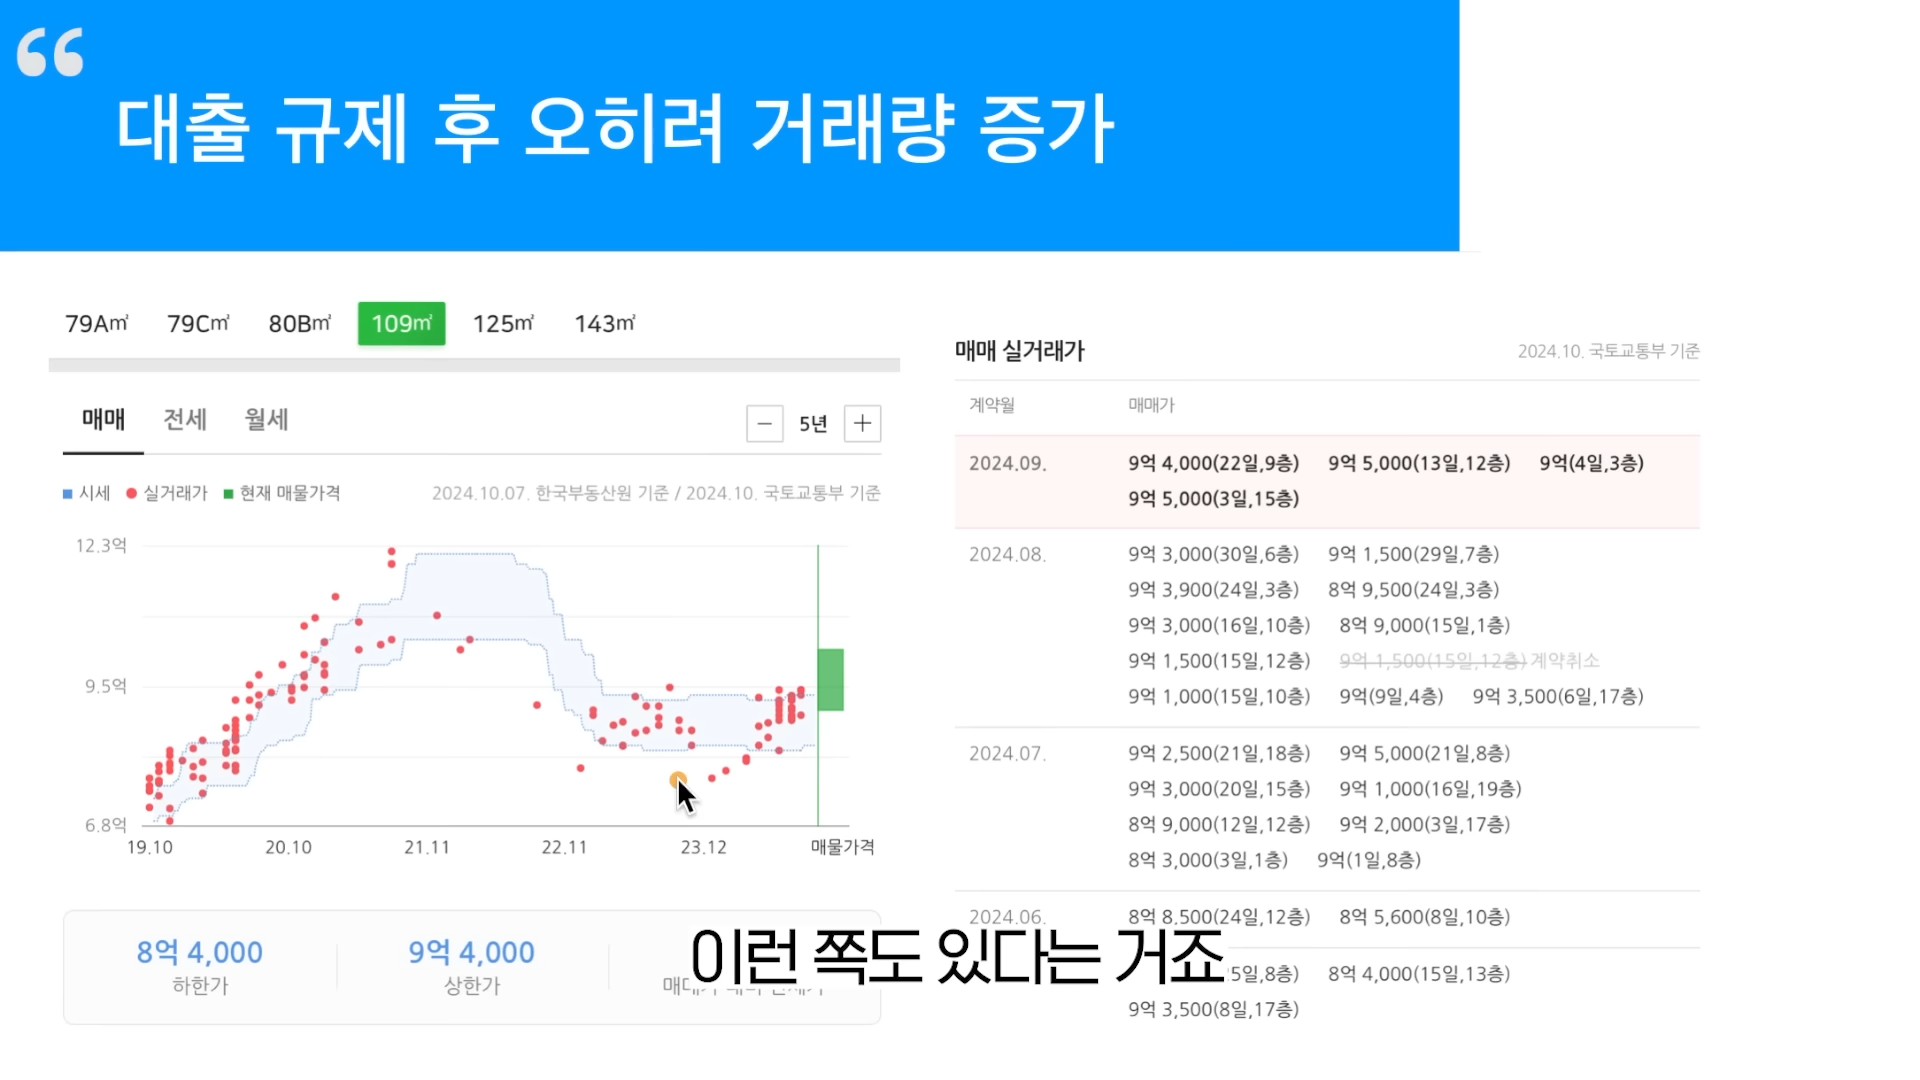 “
대출 규제 후 오히려 거래량 증가
79A㎡ 79C㎡ 80B㎡ 109㎡ 125㎡ 143㎡
매매 전세 월세
5년
시세 실거래가 현재 매물가격
2024.10.07. 한국부동산원 기준 / 2024.10. 국토교통부 기준
12.3억
9.5억
6.8억
19.10 20.10 21.11 22.11 23.12 매물가격
8억 4,000
하한가
9억 4,000
상한가
매매 실거래가
2024.10. 국토교통부 기준
계약월 매매가
2024.09. 9억 4,000(22일,9층) 9억 5,000(13일,12층) 9억(4일,3층)
9억 5,000(3일,15층)
2024.08. 9억 3,000(30일,6층) 9억 1,500(29일,7층)
9억 3,900(24일,3층) 8억 9,500(24일,3층)
9억 3,000(16일,10층) 8억 9,000(15일,1층)
9억 1,500(15일,12층) 9억 1,500(15일,12층) 계약취소
9억 1,000(15일,10층) 9억(9일,4층) 9억 3,500(6일,17층)
2024.07. 9억 2,500(21일,18층) 9억 5,000(21일,8층)
9억 3,000(20일,15층) 9억 1,000(16일,19층)
8억 9,000(12일,12층) 9억 2,000(3일,17층)
8억 3,000(3일,1층) 9억(1일,8층)
2024.06. 8억 8,500(24일,12층) 8억 5,600(8일,10층)
5일,8층) 8억 4,000(15일,13층)
9억 3,500(8일,17층)
이런 쪽도 있다는 거죠